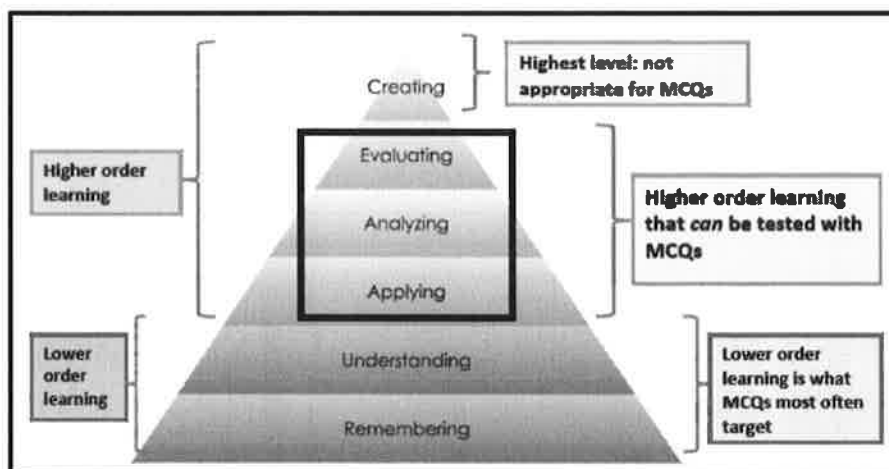 Highest level: not
appropriate for MCQs
Creating
Evaluating
Higher order
learning
Analyzing
Higher order learning
that can be tested with
MCQs
Applying
Lower
order
learning
Understanding
Lower order
learning is what
MCQs most often
target
Remembering